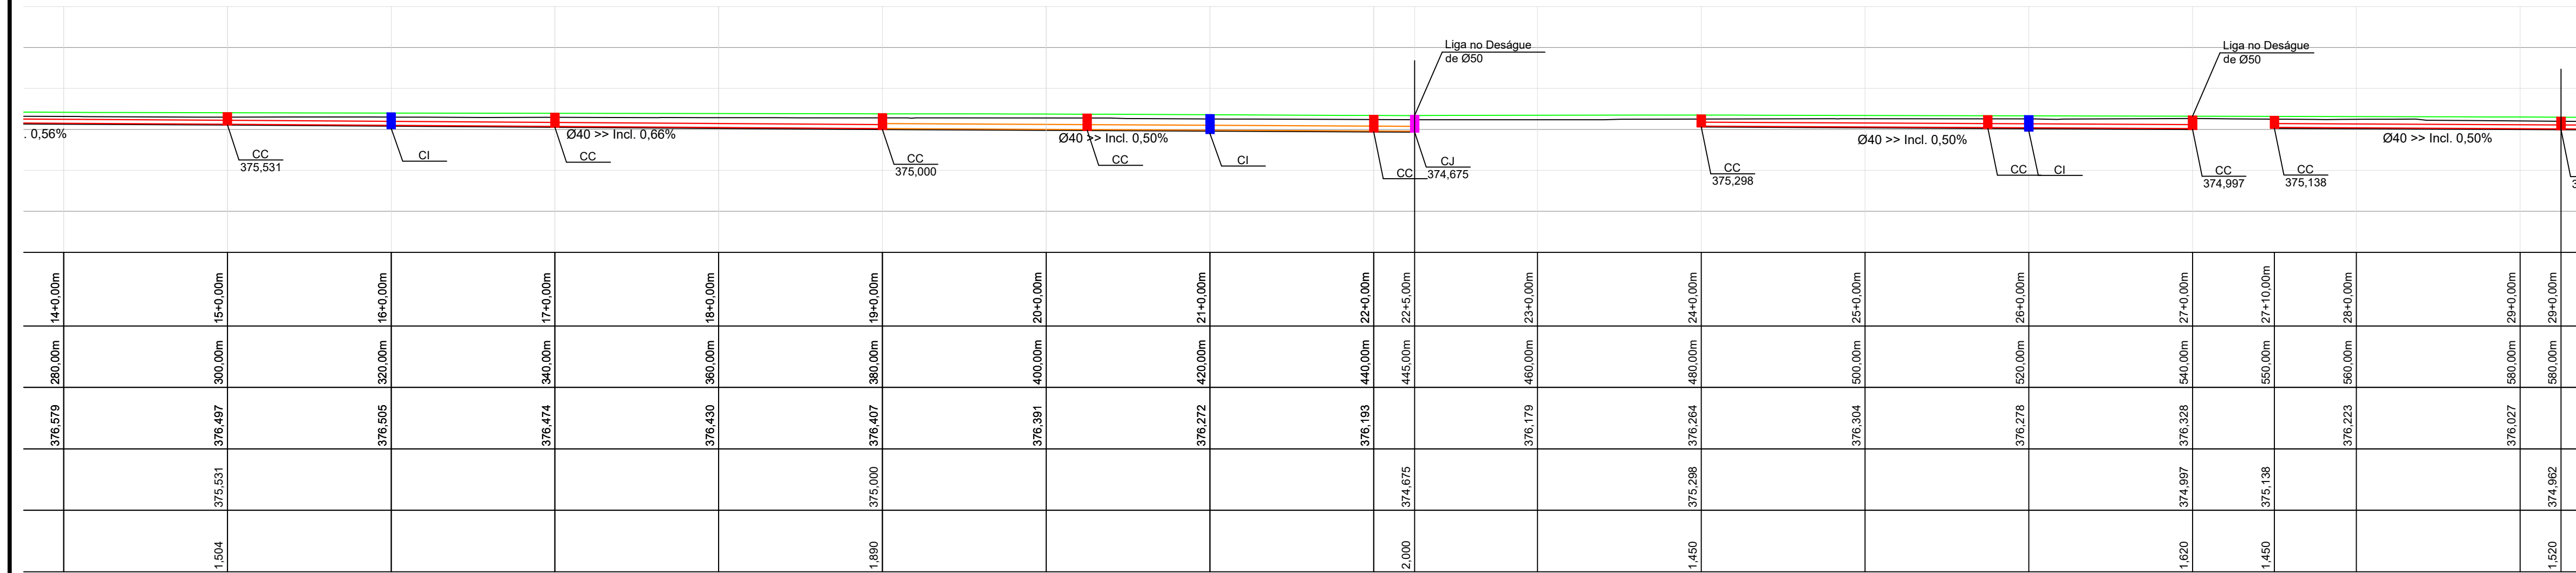 Liga no Deságue
de Ø50
Liga no Deságue
de Ø50
. 0,56%
Ø40 >> Incl. 0,66%
Ø40 >> Incl. 0,50%
Ø40 >> Incl. 0,50%
Ø40 >> Incl. 0,50%
CC
375,531
CI
CC
CC
375,000
CC
CI
CC
CJ
374,675
CC
375,298
CC
CI
CC
374,997
CC
375,138
14+0,00m
15+0,00m
16+0,00m
17+0,00m
18+0,00m
19+0,00m
20+0,00m
21+0,00m
22+0,00m
22+5,00m
23+0,00m
24+0,00m
25+0,00m
26+0,00m
27+0,00m
27+10,00m
28+0,00m
29+0,00m
29+0,00m
280,00m
300,00m
320,00m
340,00m
360,00m
380,00m
400,00m
420,00m
440,00m
445,00m
460,00m
480,00m
500,00m
520,00m
540,00m
550,00m
560,00m
580,00m
580,00m
376,579
376,497
376,505
376,474
376,430
376,407
376,391
376,272
376,193
376,179
376,264
376,304
376,278
376,328
376,223
376,027
375,531
375,000
374,675
375,298
374,997
375,138
374,962
1,504
1,890
2,000
1,450
1,620
1,450
1,520